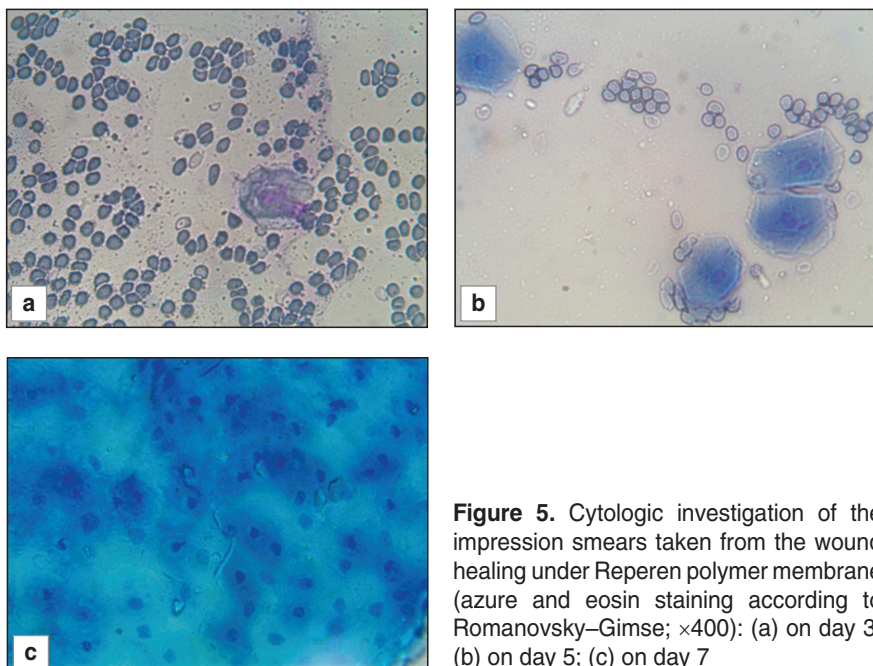 a
b
c
Figure 5. Cytologic investigation of the
impression smears taken from the wound
healing under Reperen polymer membrane
(azure and eosin staining according to
Romanovsky–Gimse; ×400): (a) on day 3
(b) on day 5; (c) on day 7